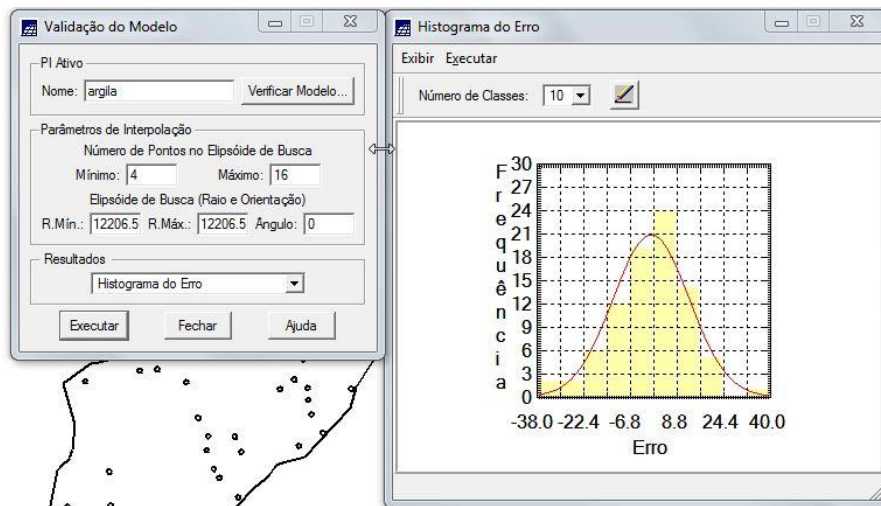 Validação do Modelo
PI Ativo
Nome: argila Verificar Modelo...
Parâmetros de Interpolação
Número de Pontos no Elipsóide de Busca
Mínimo: 4 Máximo: 16
Elipsóide de Busca (Raio e Orientação)
R.Mín.: 12206.5 R.Máx.: 12206.5 Ângulo: 0
Resultados
Histograma do Erro
Executar Fechar Ajuda
Histograma do Erro
Exibir Executar
Número de Classes: 10
Frequência
30
27
24
21
18
15
12
9
6
3
0
-38.0 -22.4 -6.8 8.8 24.4 40.0
Erro